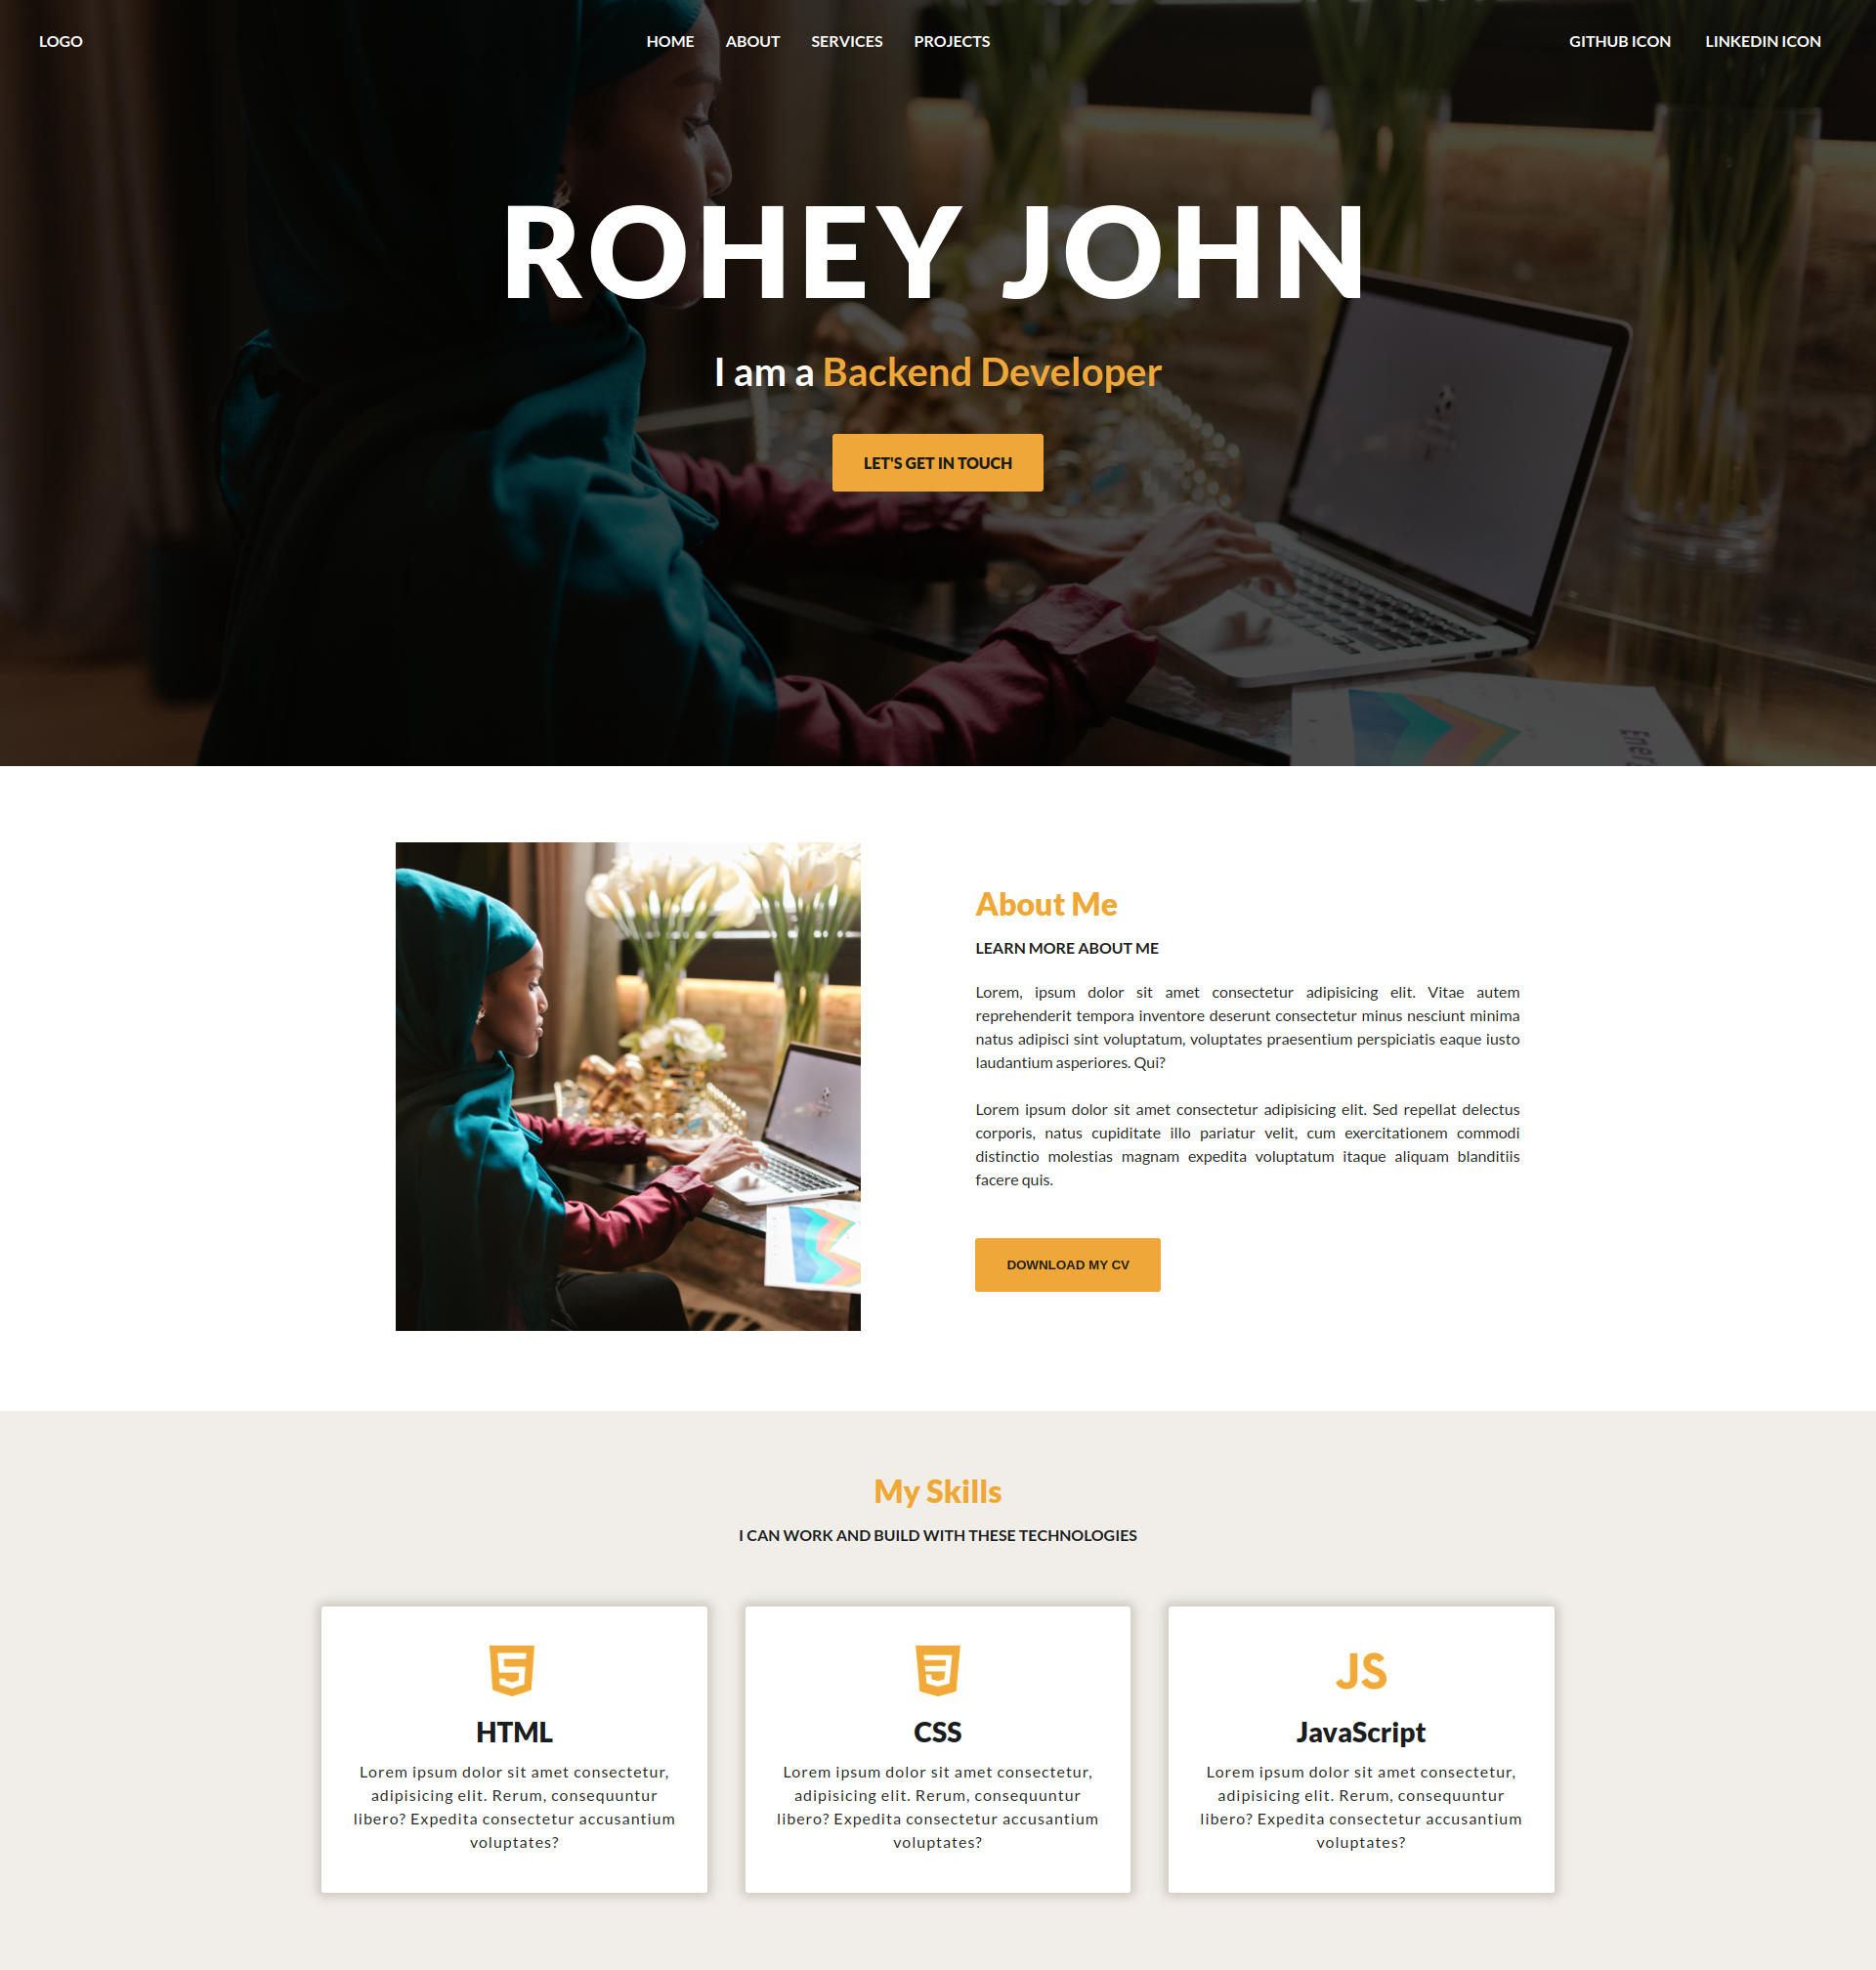 LOGO HOME ABOUT SERVICES PROJECTS GITHUB ICON LINKEDIN ICON
ROHEY JOHN
I am a Backend Developer
LET'S GET IN TOUCH
About Me
LEARN MORE ABOUT ME
Lorem, ipsum dolor sit amet consectetur adipisicing elit. Vitae autem
reprehenderit tempora inventore deserunt consectetur minus nesciunt minima
natus adipisci sint voluptatum, voluptates praesentium perspiciatis eaque iusto
laudantium asperiores. Qui?
Lorem ipsum dolor sit amet consectetur adipisicing elit. Sed repellat delectus
corporis, natus cupiditate illo pariatur velit, cum exercitationem commodi
distinctio molestias magnam expedita voluptatum itaque aliquam blanditiis
facere quis.
DOWNLOAD MY CV
My Skills
I CAN WORK AND BUILD WITH THESE TECHNOLOGIES
HTML
Lorem ipsum dolor sit amet consectetur,
adipisicing elit. Rerum, consequuntur
libero? Expedita consectetur accusantium
voluptates?
CSS
Lorem ipsum dolor sit amet consectetur,
adipisicing elit. Rerum, consequuntur
libero? Expedita consectetur accusantium
voluptates?
JS
JavaScript
Lorem ipsum dolor sit amet consectetur,
adipisicing elit. Rerum, consequuntur
libero? Expedita consectetur accusantium
voluptates?